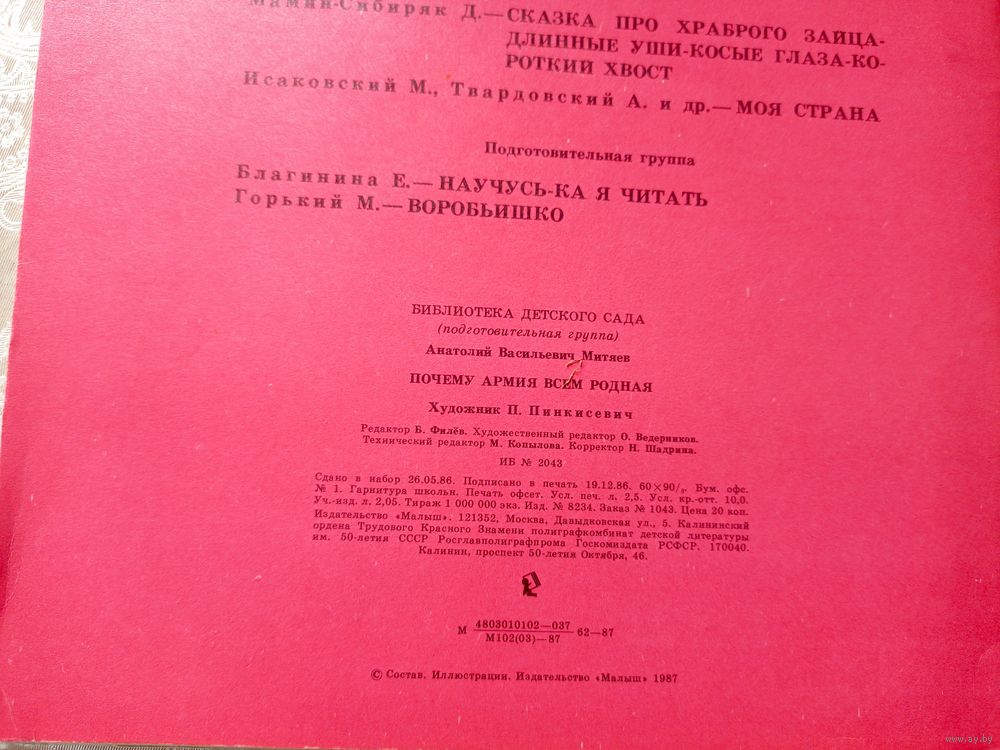 Мамин-Сибиряк Д.—СКАЗКА ПРО ХРАБРОГО ЗАЙЦА-
ДЛИННЫЕ УШИ-КОСЫЕ ГЛАЗА-КО-
РОТКИЙ ХВОСТ
Исаковский М., Твардовский А. и др.—МОЯ СТРАНА
Подготовительная группа
Благинина Е.—НАУЧУСЬ-КА Я ЧИТАТЬ
Горький М.—ВОРОБЬИШКО
БИБЛИОТЕКА ДЕТСКОГО САДА
(подготовительная группа)
Анатолий Васильевич Митяев
ПОЧЕМУ АРМИЯ ВСЕМ РОДНАЯ
Художник П. Пинкисевич
Редактор Б. Филёв. Художественный редактор О. Ведерников.
Технический редактор М. Копылова. Корректор Н. Шадрина.
ИБ № 2043
Сдано в набор 26.05.86. Подписано в печать 19.12.86. 60×90/8. Бум. офс.
№ 1. Гарнитура школьн. Печать офсет. Усл. печ. л. 2,5. Усл. кр.-отт. 10,0.
Уч.-изд. л. 2,05. Тираж 1 000 000 экз. Изд. № 8234. Заказ № 1043. Цена 20 коп.
Издательство «Малыш». 121352, Москва, Давыдковская ул., 5. Калининский
ордена Трудового Красного Знамени полиграфкомбинат детской литературы
им. 50-летия СССР Росглавполиграфпрома Госкомиздата РСФСР. 170040.
Калинин, проспект 50-летия Октября, 46.
М 4803010102—037 62—87
М102(03)—87
© Состав. Иллюстрации. Издательство «Малыш» 1987
www.ay.by